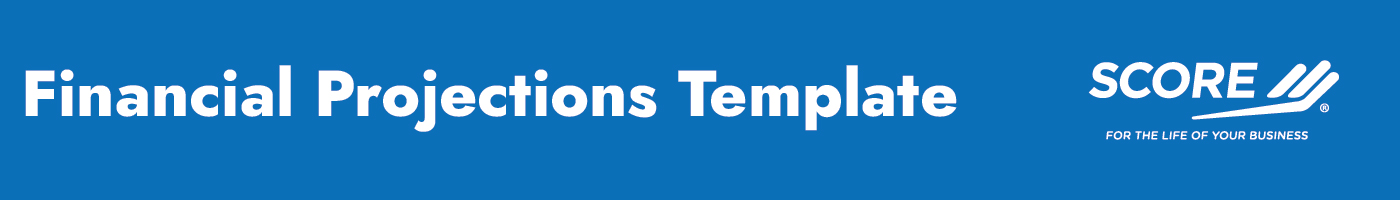 Financial Projections Template
SCORE
®
FOR THE LIFE OF YOUR BUSINESS